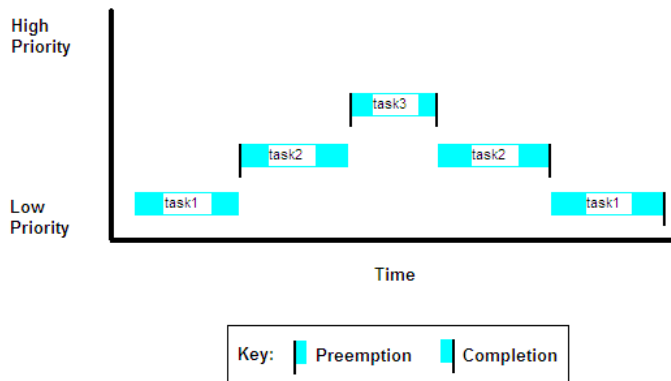 High
Priority
task3
task2
task2
task1
task1
Low
Priority
Time
Key: Preemption Completion